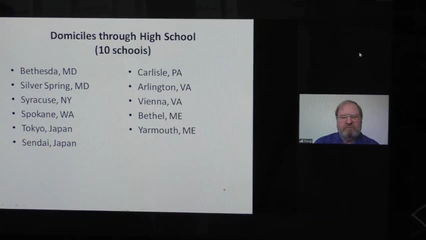 Domiciles through High School
(10 schools)
• Bethesda, MD
• Silver Spring, MD
• Syracuse, NY
• Spokane, WA
• Tokyo, Japan
• Sendai, Japan
• Carlisle, PA
• Arlington, VA
• Vienna, VA
• Bethel, ME
• Yarmouth, ME